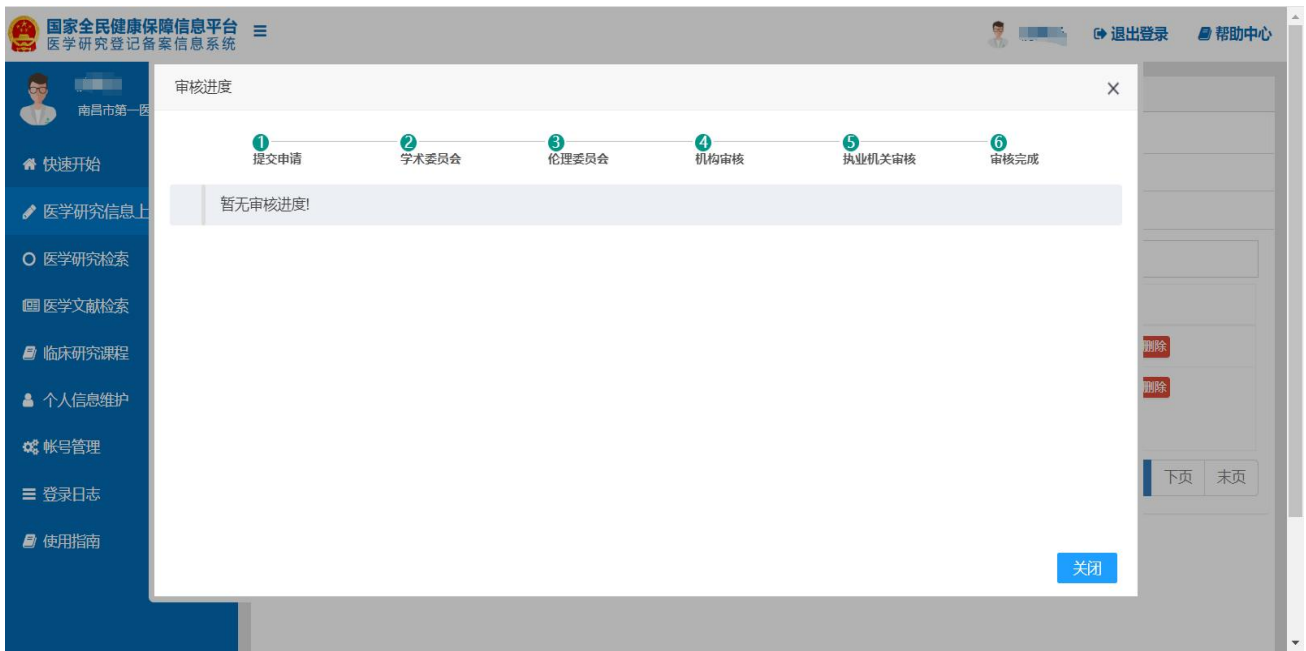 国家全民健康保障信息平台
医学研究登记备案信息系统
退出登录
帮助中心
南昌市第一医
快速开始
医学研究信息上
医学研究检索
医学文献检索
临床研究课程
个人信息维护
帐号管理
登录日志
使用指南
审核进度
1 2 3 4 5 6
提交申请 学术委员会 伦理委员会 机构审核 执业机关审核 审核完成
暂无审核进度!
关闭
删除
删除
下页 末页